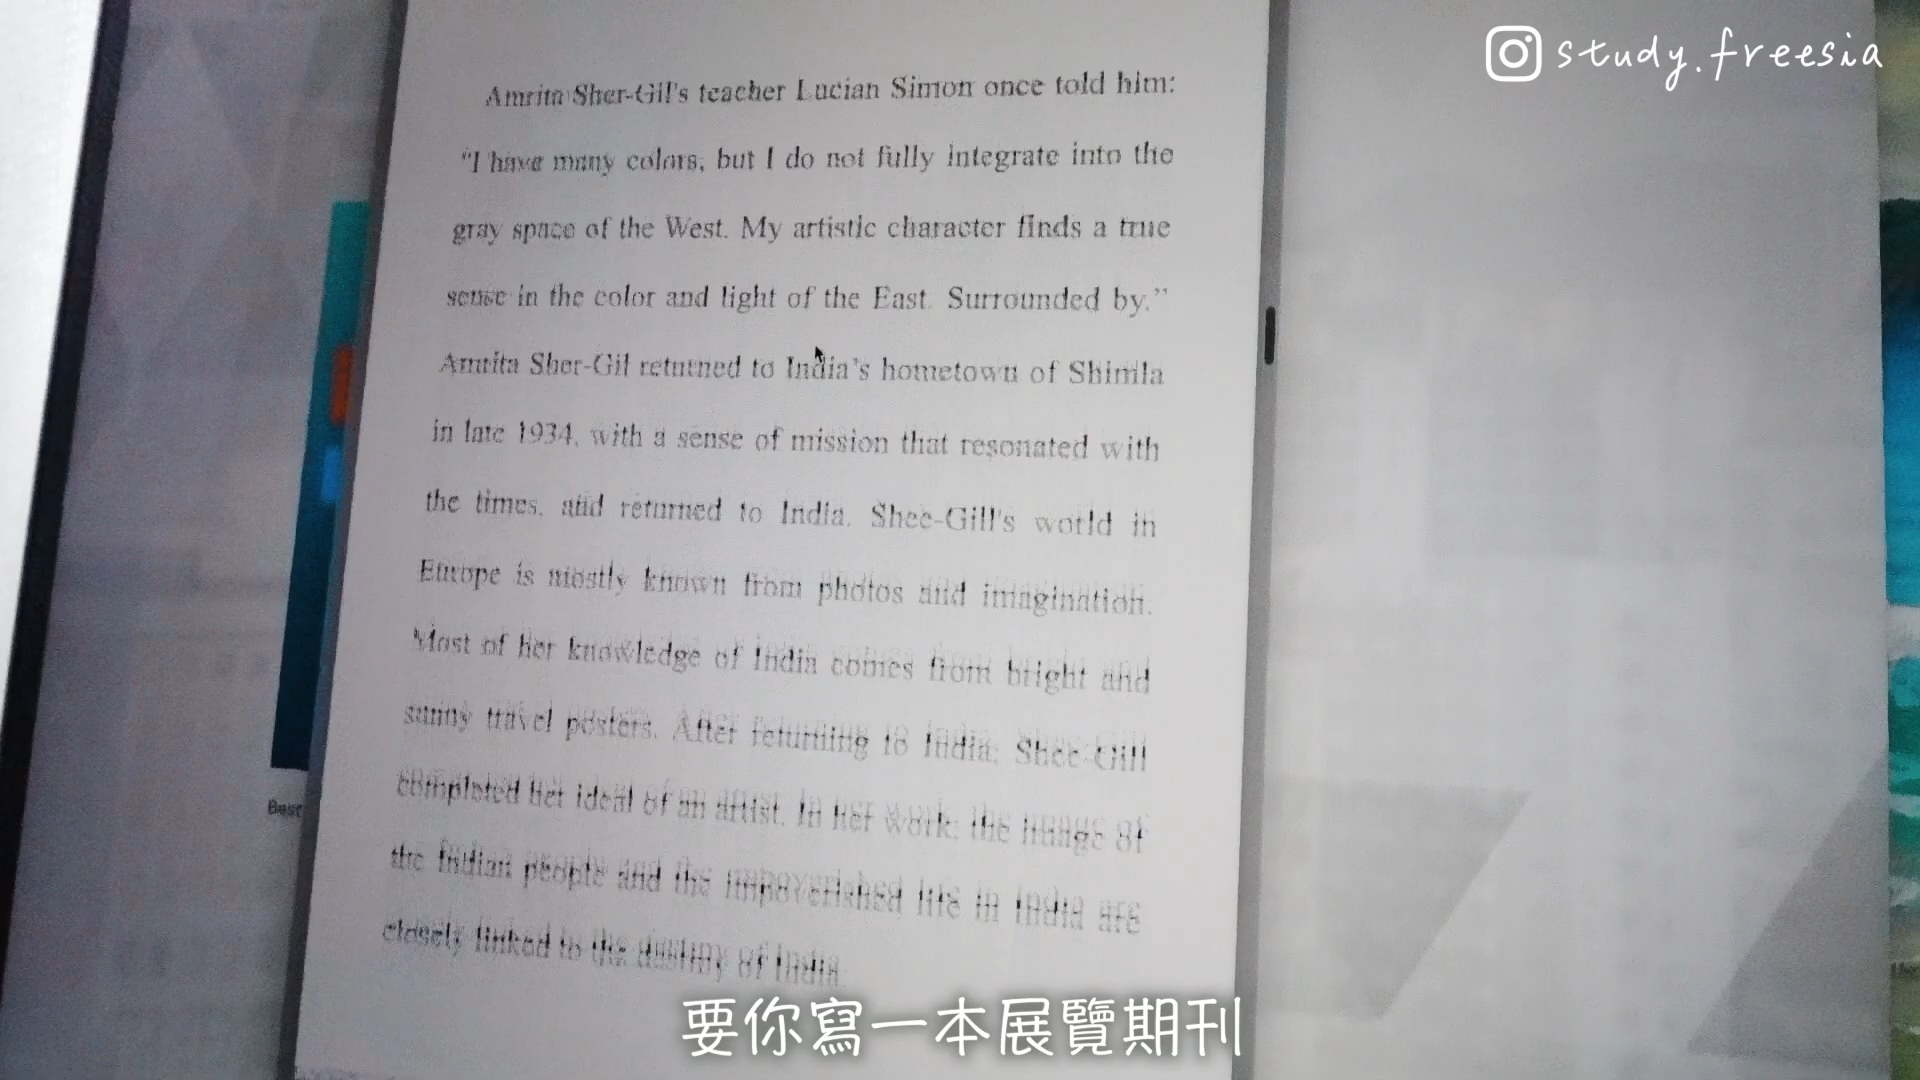 study.freesia
Amrita Sher-Gil's teacher Lucian Simon once told him:
"I have many colors, but I do not fully integrate into the
gray space of the West. My artistic character finds a true
sense in the color and light of the East. Surrounded by."
Amrita Sher-Gil returned to India's hometown of Shimla
in late 1934, with a sense of mission that resonated with
the times, and returned to India. Shee-Gill's world in
Europe is mostly known from photos and imagination.
Most of her knowledge of India comes from bright and
sunny travel posters. After returning to India, Shee-Gill
completed her ideal of an artist. In her work, the image of
the Indian people and the impoverished life in India are
closely linked to the destiny of India.
Best
要你寫一本展覽期刊